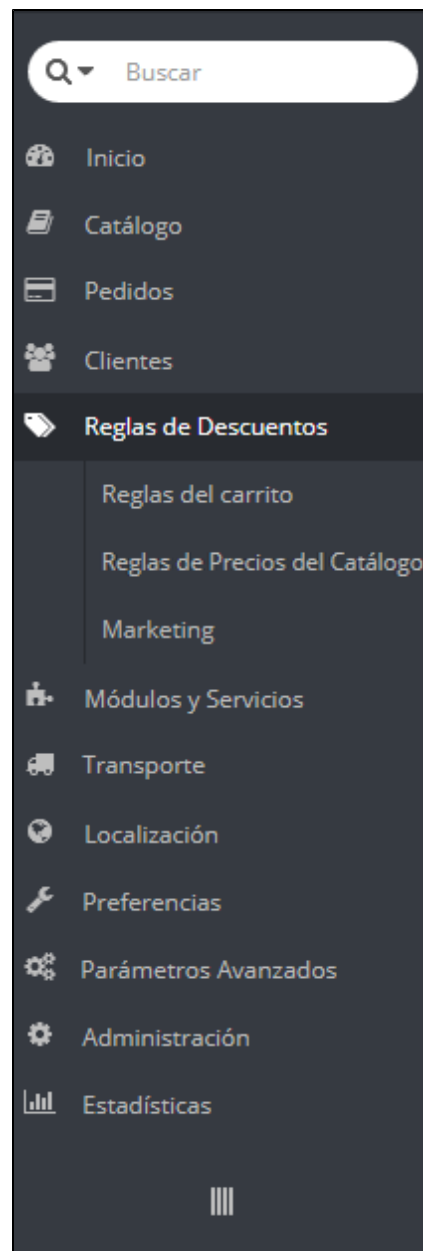 Buscar
Inicio
Catálogo
Pedidos
Clientes
Reglas de Descuentos
Reglas del carrito
Reglas de Precios del Catálogo
Marketing
Módulos y Servicios
Transporte
Localización
Preferencias
Parámetros Avanzados
Administración
Estadísticas